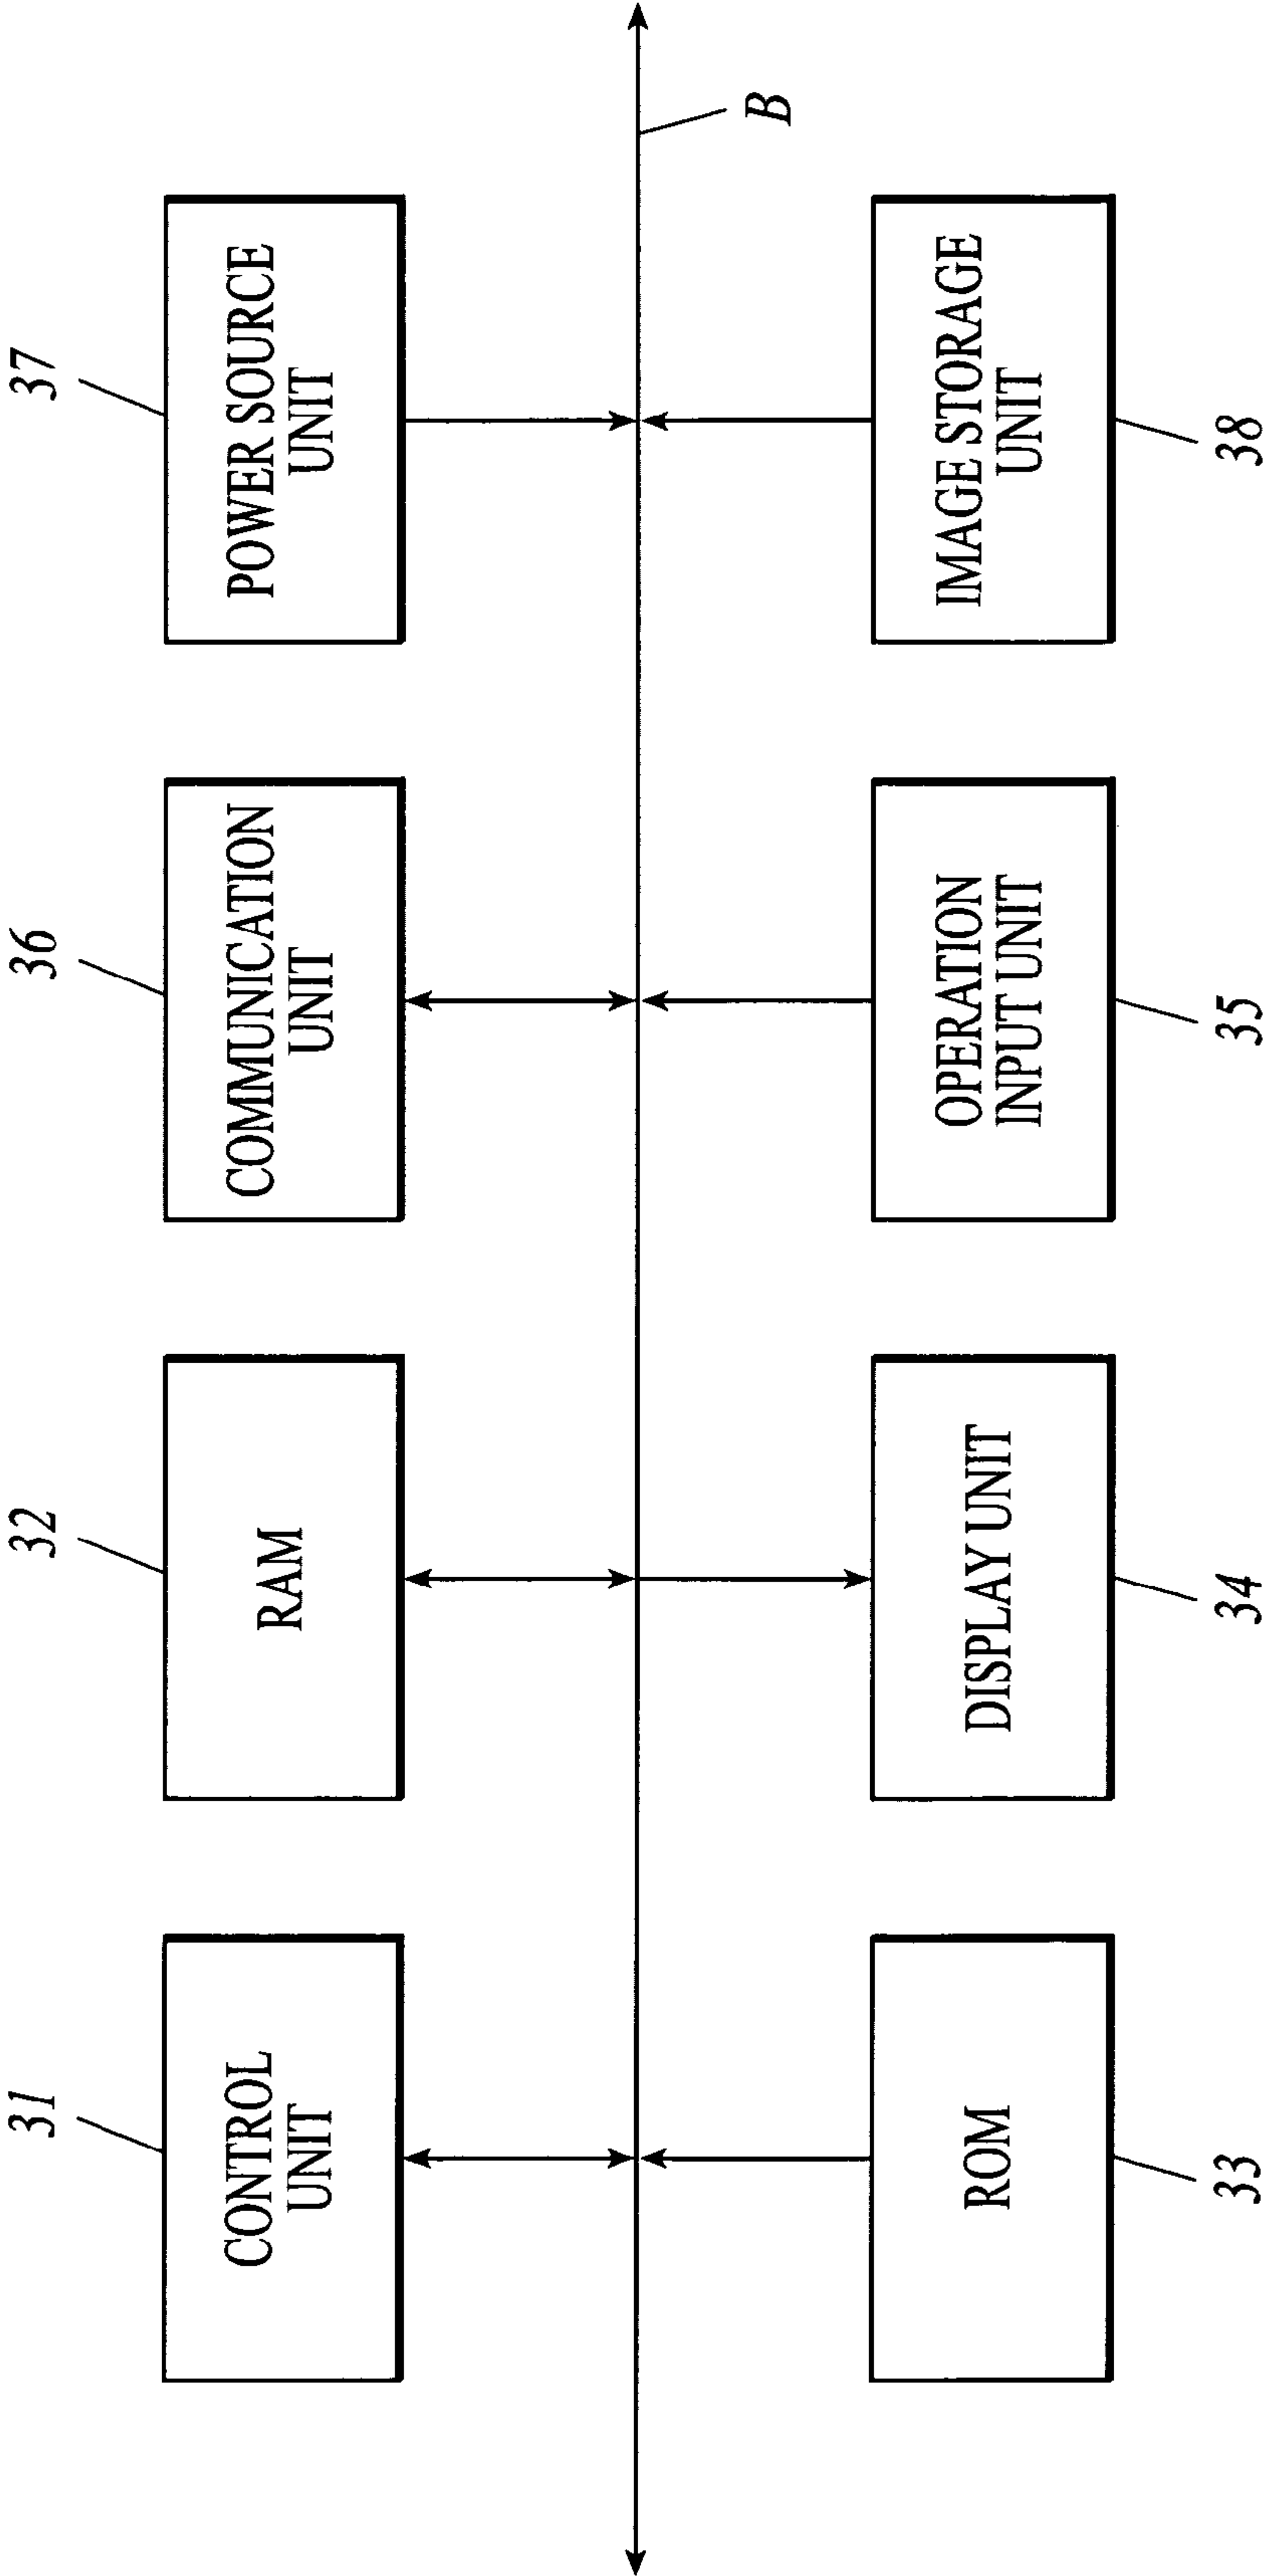 31
32
36
37
CONTROL
UNIT
RAM
COMMUNICATION
UNIT
POWER SOURCE
UNIT
B
ROM
DISPLAY UNIT
OPERATION
INPUT UNIT
IMAGE STORAGE
UNIT
33
34
35
38